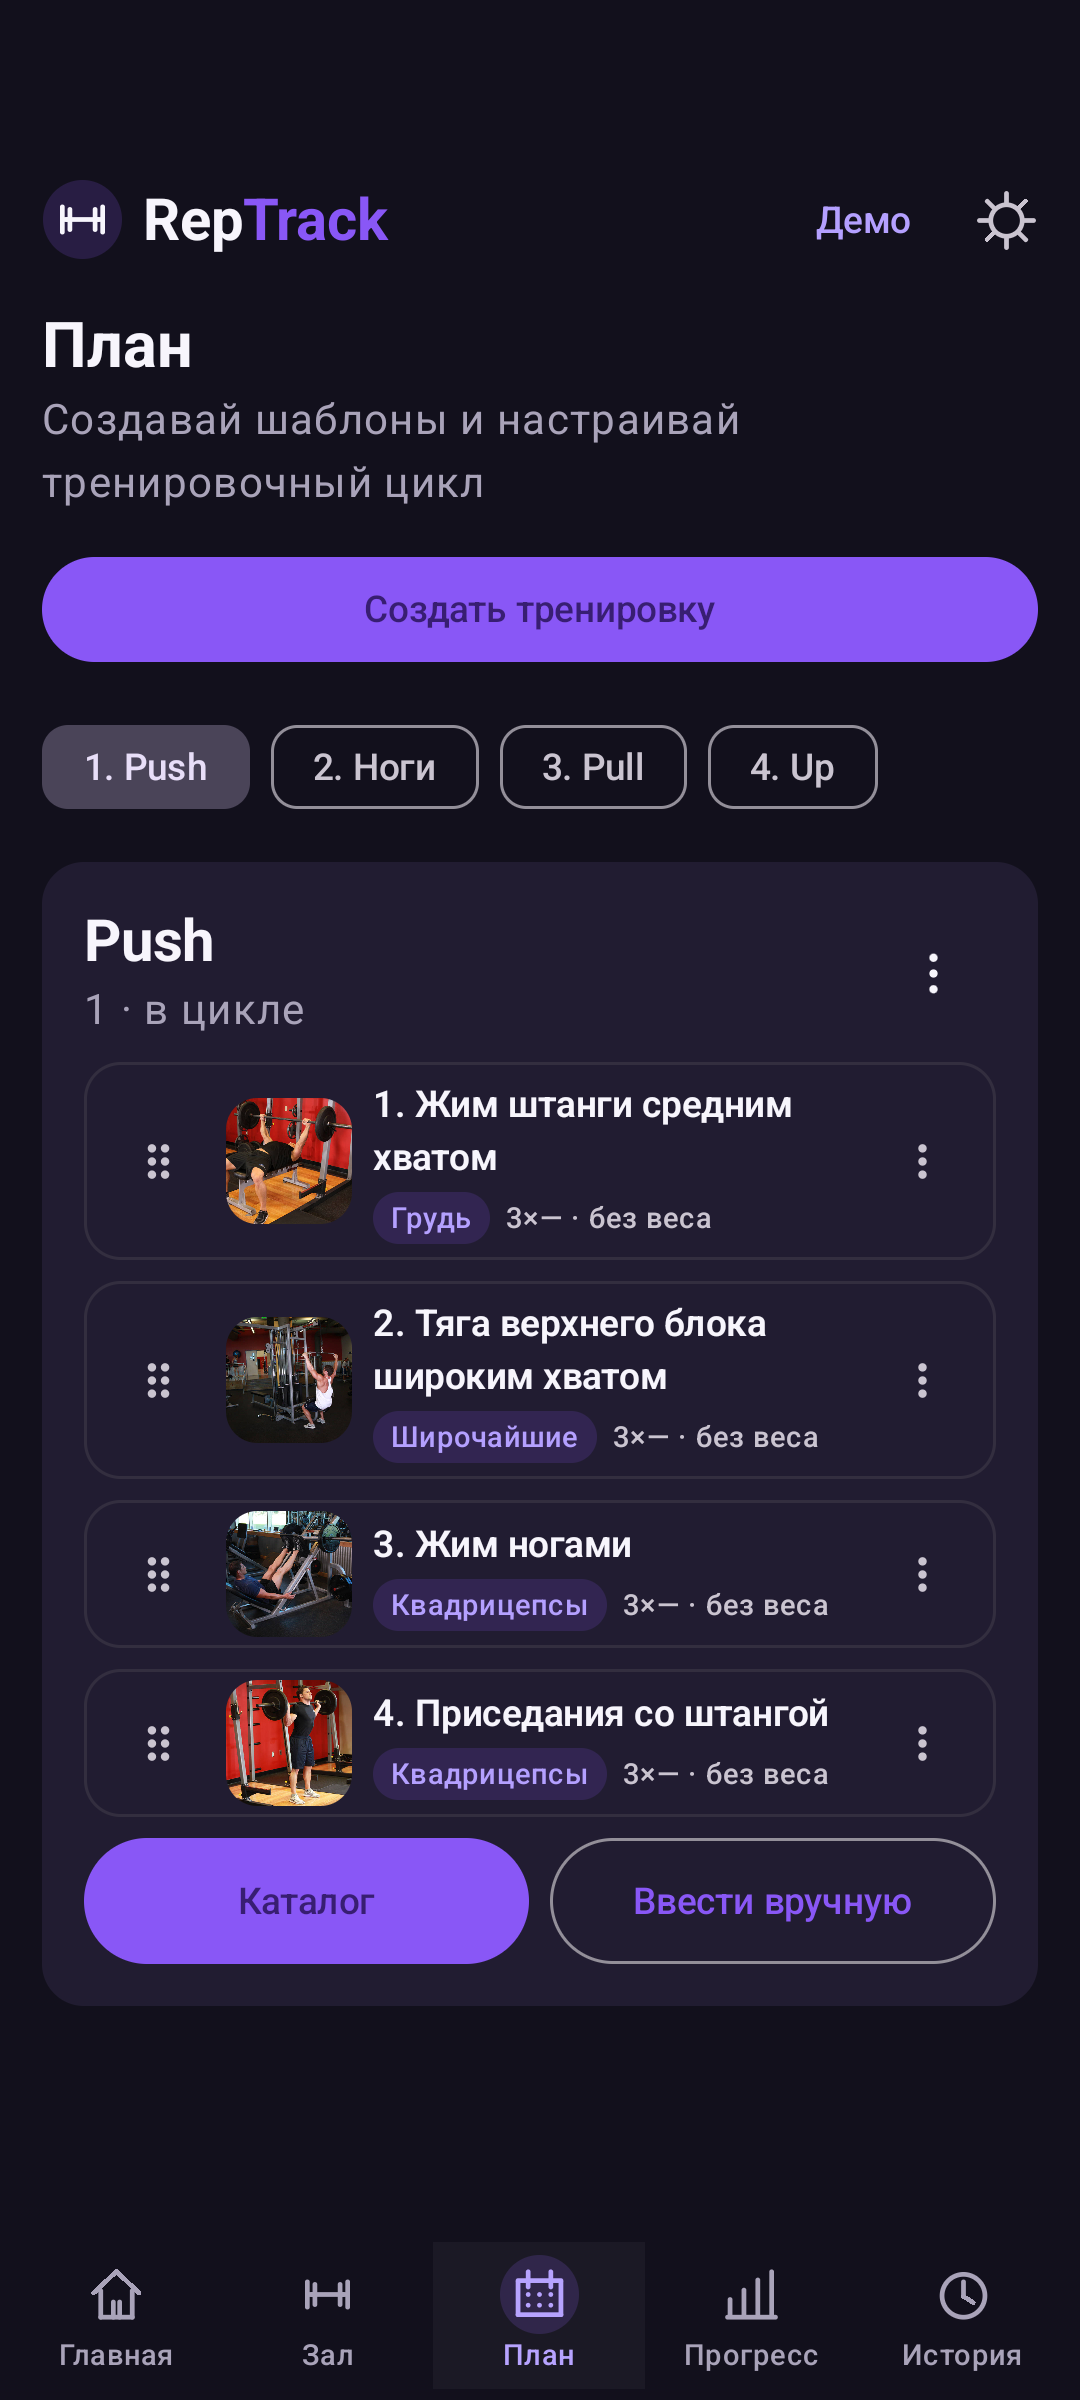 RepTrack
Демо
План
Создавай шаблоны и настраивай
тренировочный цикл
Создать тренировку
1. Push
2. Ноги
3. Pull
4. Up
Push
1 · в цикле
1. Жим штанги средним
хватом
Грудь
3×— · без веса
2. Тяга верхнего блока
широким хватом
Широчайшие
3×— · без веса
3. Жим ногами
Квадрицепсы
3×— · без веса
4. Приседания со штангой
Квадрицепсы
3×— · без веса
Каталог
Ввести вручную
Главная
Зал
План
Прогресс
История